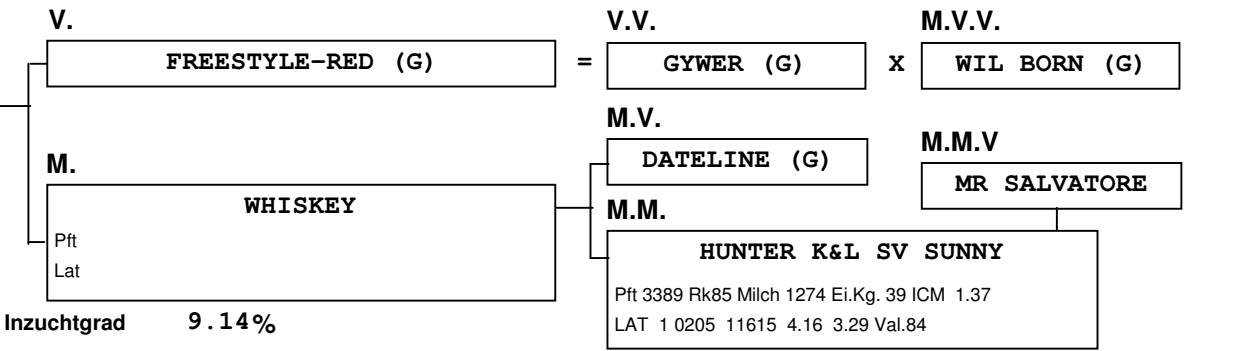 V.
FREESTYLE-RED (G)
=
V.V.
GYWER (G)
X
M.V.V.
WIL BORN (G)
M.
WHISKEY
Pft
Lat
M.V.
DATELINE (G)
M.M.V
MR SALVATORE
M.M.
HUNTER K&L SV SUNNY
Pft 3389 Rk85 Milch 1274 Ei.Kg. 39 ICM 1.37
LAT 1 0205 11615 4.16 3.29 Val.84
Inzuchtgrad 9.14%